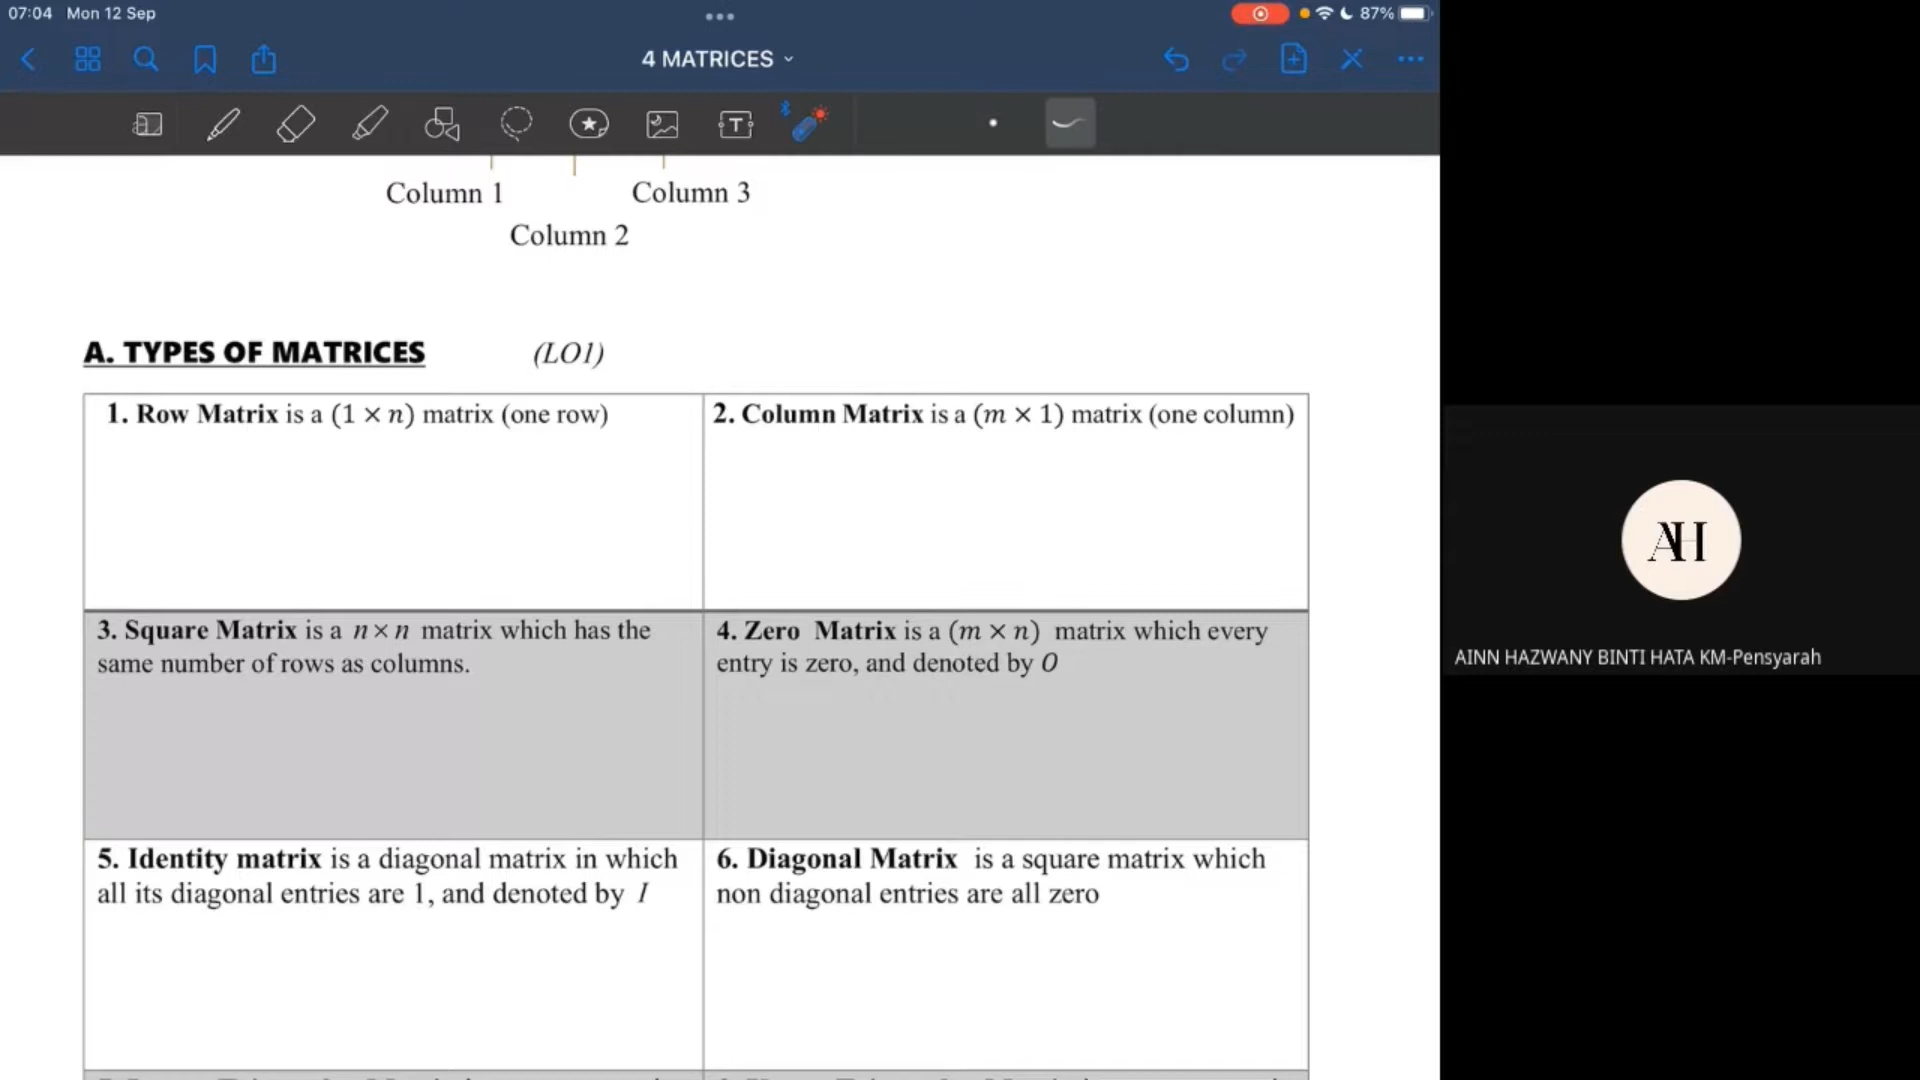 07:04 Mon 12 Sep
87%
4 MATRICES
Column 1
Column 3
Column 2
A. TYPES OF MATRICES (LO1)
1. Row Matrix is a (1 × n) matrix (one row)
2. Column Matrix is a (m × 1) matrix (one column)
3. Square Matrix is a n×n matrix which has the
same number of rows as columns.
4. Zero Matrix is a (m × n) matrix which every
entry is zero, and denoted by O
5. Identity matrix is a diagonal matrix in which
all its diagonal entries are 1, and denoted by I
6. Diagonal Matrix is a square matrix which
non diagonal entries are all zero
AH
AINN HAZWANY BINTI HATA KM-Pensyarah